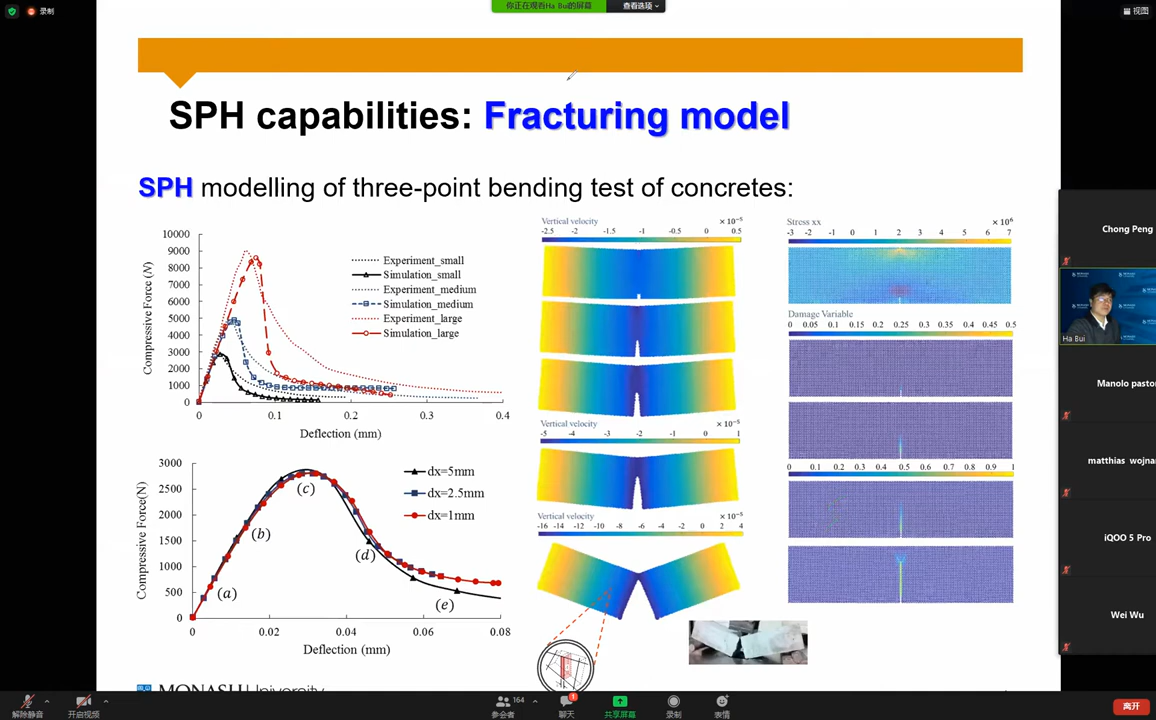 录制
你正在观看Ha Bui的屏幕
查看选项
视图
SPH capabilities: Fracturing model
SPH modelling of three-point bending test of concretes:
10000
9000
8000
7000
6000
5000
4000
3000
2000
1000
0
0
0.1
0.2
0.3
0.4
Compressive Force (N)
Deflection (mm)
Experiment_small
Simulation_small
Experiment_medium
Simulation_medium
Experiment_large
Simulation_large
3000
2500
2000
1500
1000
500
0
0
0.02
0.04
0.06
0.08
Compressive Force(N)
Deflection (mm)
dx=5mm
dx=2.5mm
dx=1mm
(a)
(b)
(c)
(d)
(e)
Vertical velocity × 10⁻⁵
-2.5 -2 -1.5 -1 -0.5 0 0.5
Vertical velocity × 10⁻⁵
-5 -4 -3 -2 -1 0 1
Vertical velocity × 10⁻⁵
-16 -14 -12 -10 -8 -6 -4 -2 0 2 4
Stress xx × 10⁶
-3 -2 -1 0 1 2 3 4 5 6 7
Damage Variable
0 0.05 0.1 0.15 0.2 0.25 0.3 0.35 0.4 0.45 0.5
0 0.1 0.2 0.3 0.4 0.5 0.6 0.7 0.8 0.9 1
MONASH University
Chong Peng
Ha Bui
Manolo pasto
matthias wojna
iQOO 5 Pro
Wei Wu
解除静音
开启视频
164
参会者
1
聊天
共享屏幕
录制
表情
离开